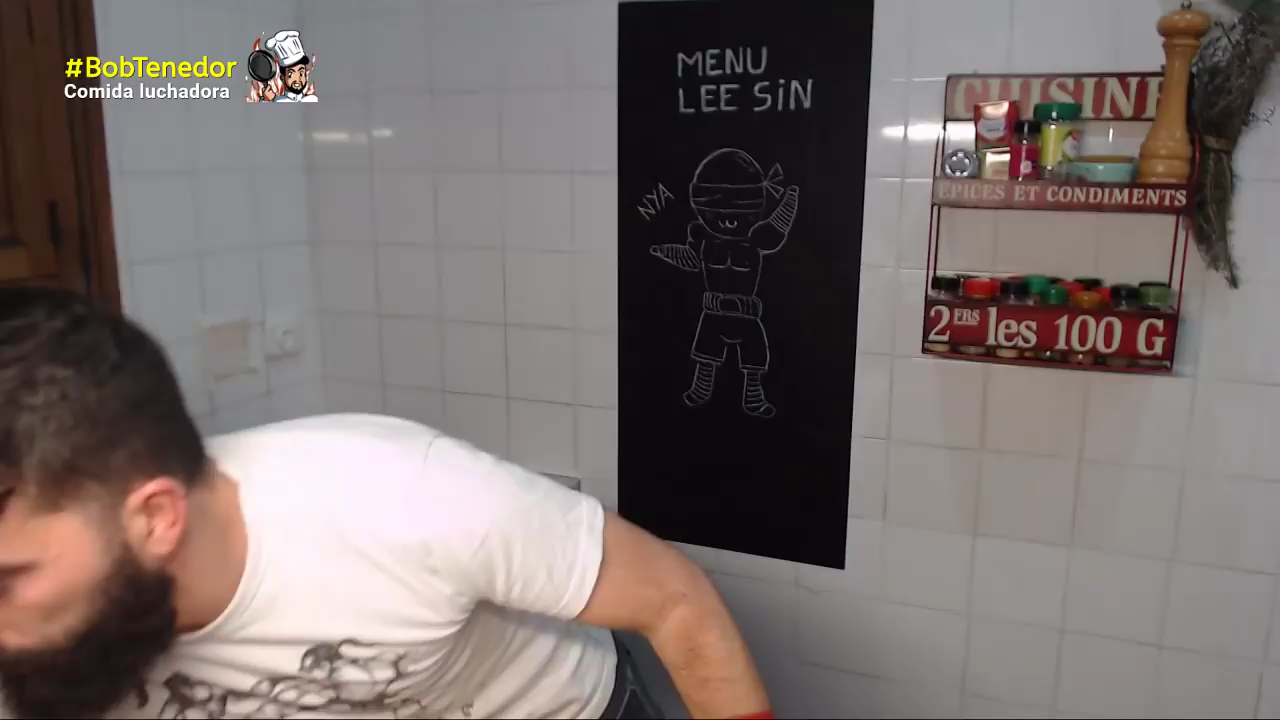 #BobTenedor
Comida luchadora
MENU
LEE SiN
NYA
CUISINE
EPICES ET CONDIMENTS
2 FRS les 100 G